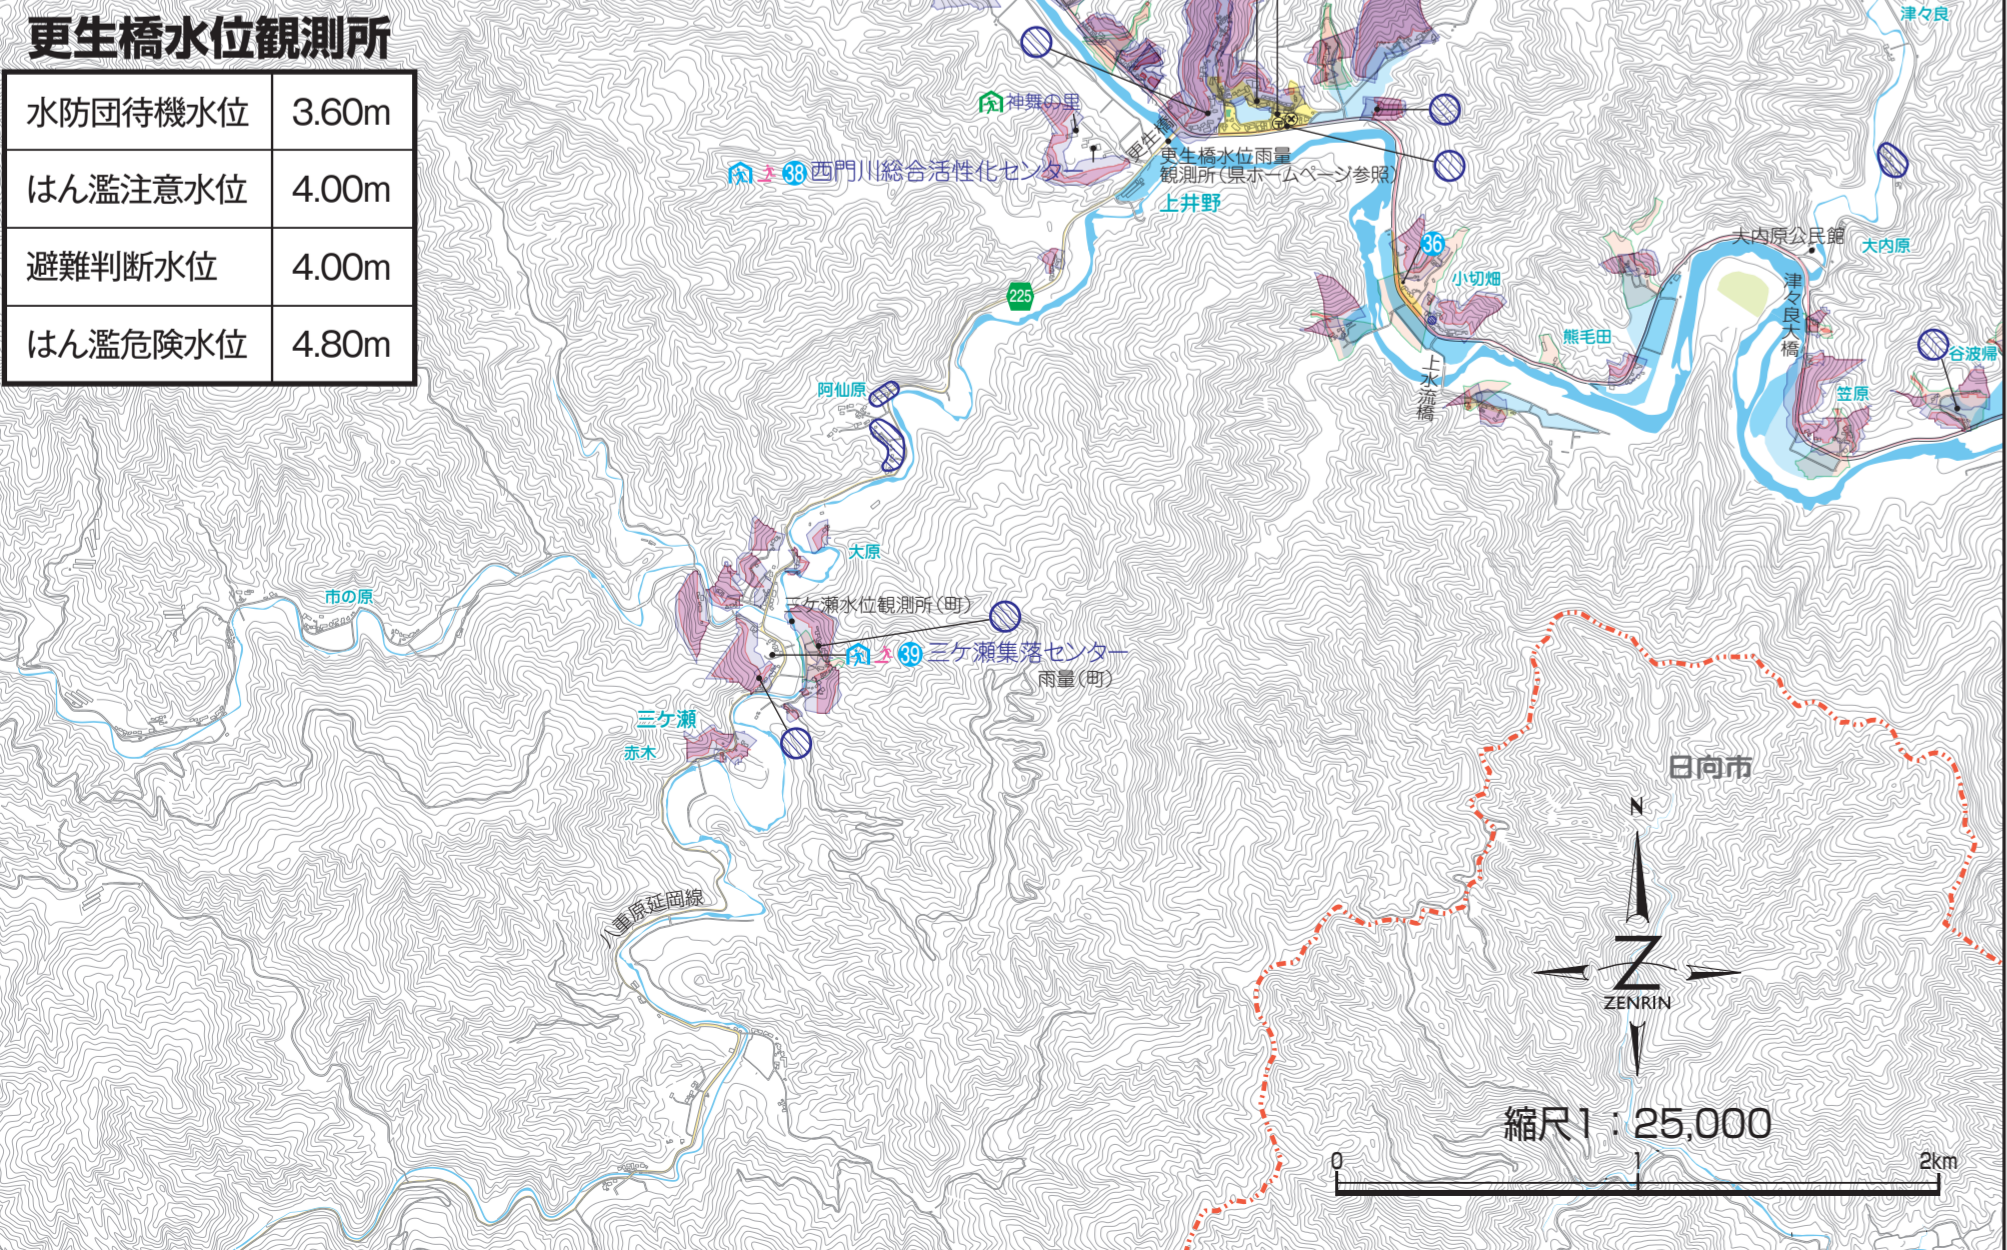 更生橋水位観測所
水防団待機水位 3.60m
はん濫注意水位 4.00m
避難判断水位 4.00m
はん濫危険水位 4.80m
津々良
神舞の里
更生橋
38 西門川総合活性化センター
更生橋水位雨量
観測所(県ホームページ参照)
上井野
36
小切畑
大内原公民館
大内原
津々良大橋
225
熊毛田
谷波帰
上水流橋
笠原
阿仙原
大原
市の原
三ケ瀬水位観測所(町)
39 三ケ瀬集落センター
雨量(町)
三ケ瀬
赤木
日向市
N
八重原延岡線
Z
ZENRIN
縮尺1:25,000
0 1 2km